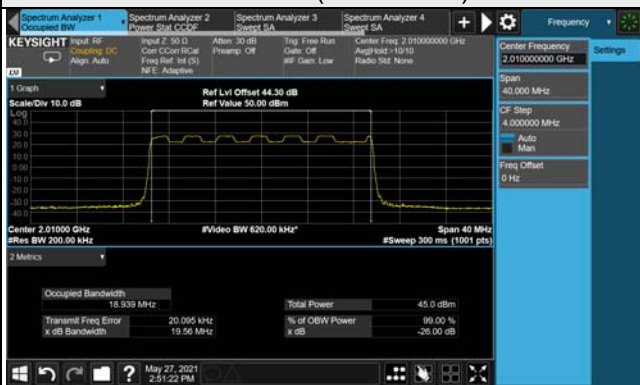 Spectrum Analyzer 1
Occupied BW
Spectrum Analyzer 2
Power Stat CCDF
Spectrum Analyzer 3
Swept SA
Spectrum Analyzer 4
Swept SA
Frequency
KEYSIGHT
Input: RF
Coupling: DC
Align: Auto
Input Z: 50 Ω
Corr CCorr RCal
Freq Ref: Int (S)
NFE: Adaptive
Atten: 30 dB
Preamp: Off
Trig: Free Run
Gate: Off
#IF Gain: Low
Center Freq: 2.010000000 GHz
Avg|Hold:>10/10
Radio Std: None
LXI
Center Frequency
2.010000000 GHz
Settings
Span
40.000 MHz
CF Step
4.000000 MHz
Auto
Man
Freq Offset
0 Hz
1 Graph
Scale/Div 10.0 dB
Ref Lvl Offset 44.30 dB
Ref Value 50.00 dBm
Log
40.0
30.0
20.0
10.0
0.00
-10.0
-20.0
-30.0
-40.0
Center 2.01000 GHz
#Res BW 200.00 kHz
#Video BW 620.00 kHz*
Span 40 MHz
#Sweep 300 ms (1001 pts)
2 Metrics
Occupied Bandwidth
18.939 MHz
Total Power 45.0 dBm
Transmit Freq Error 20.095 kHz
% of OBW Power 99.00 %
x dB Bandwidth 19.56 MHz
x dB -26.00 dB
?
May 27, 2021
2:51:22 PM